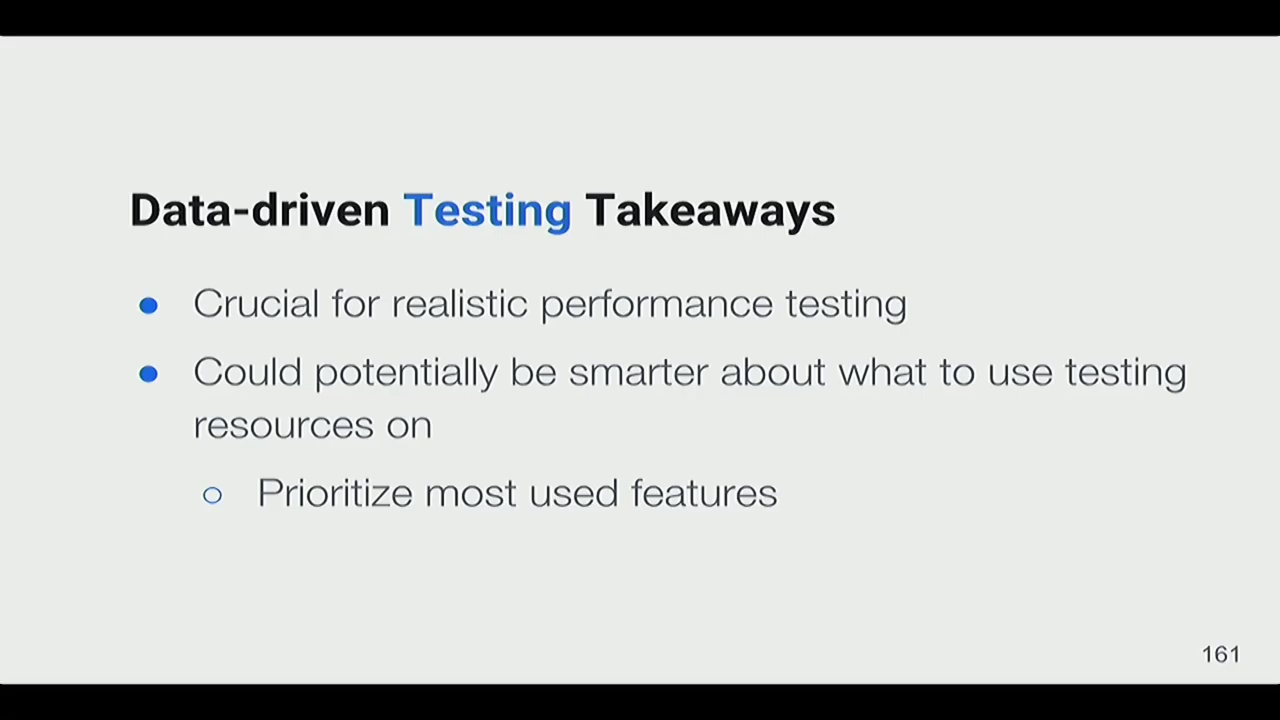 Data-driven Testing Takeaways
● Crucial for realistic performance testing
● Could potentially be smarter about what to use testing
resources on
○ Prioritize most used features
161